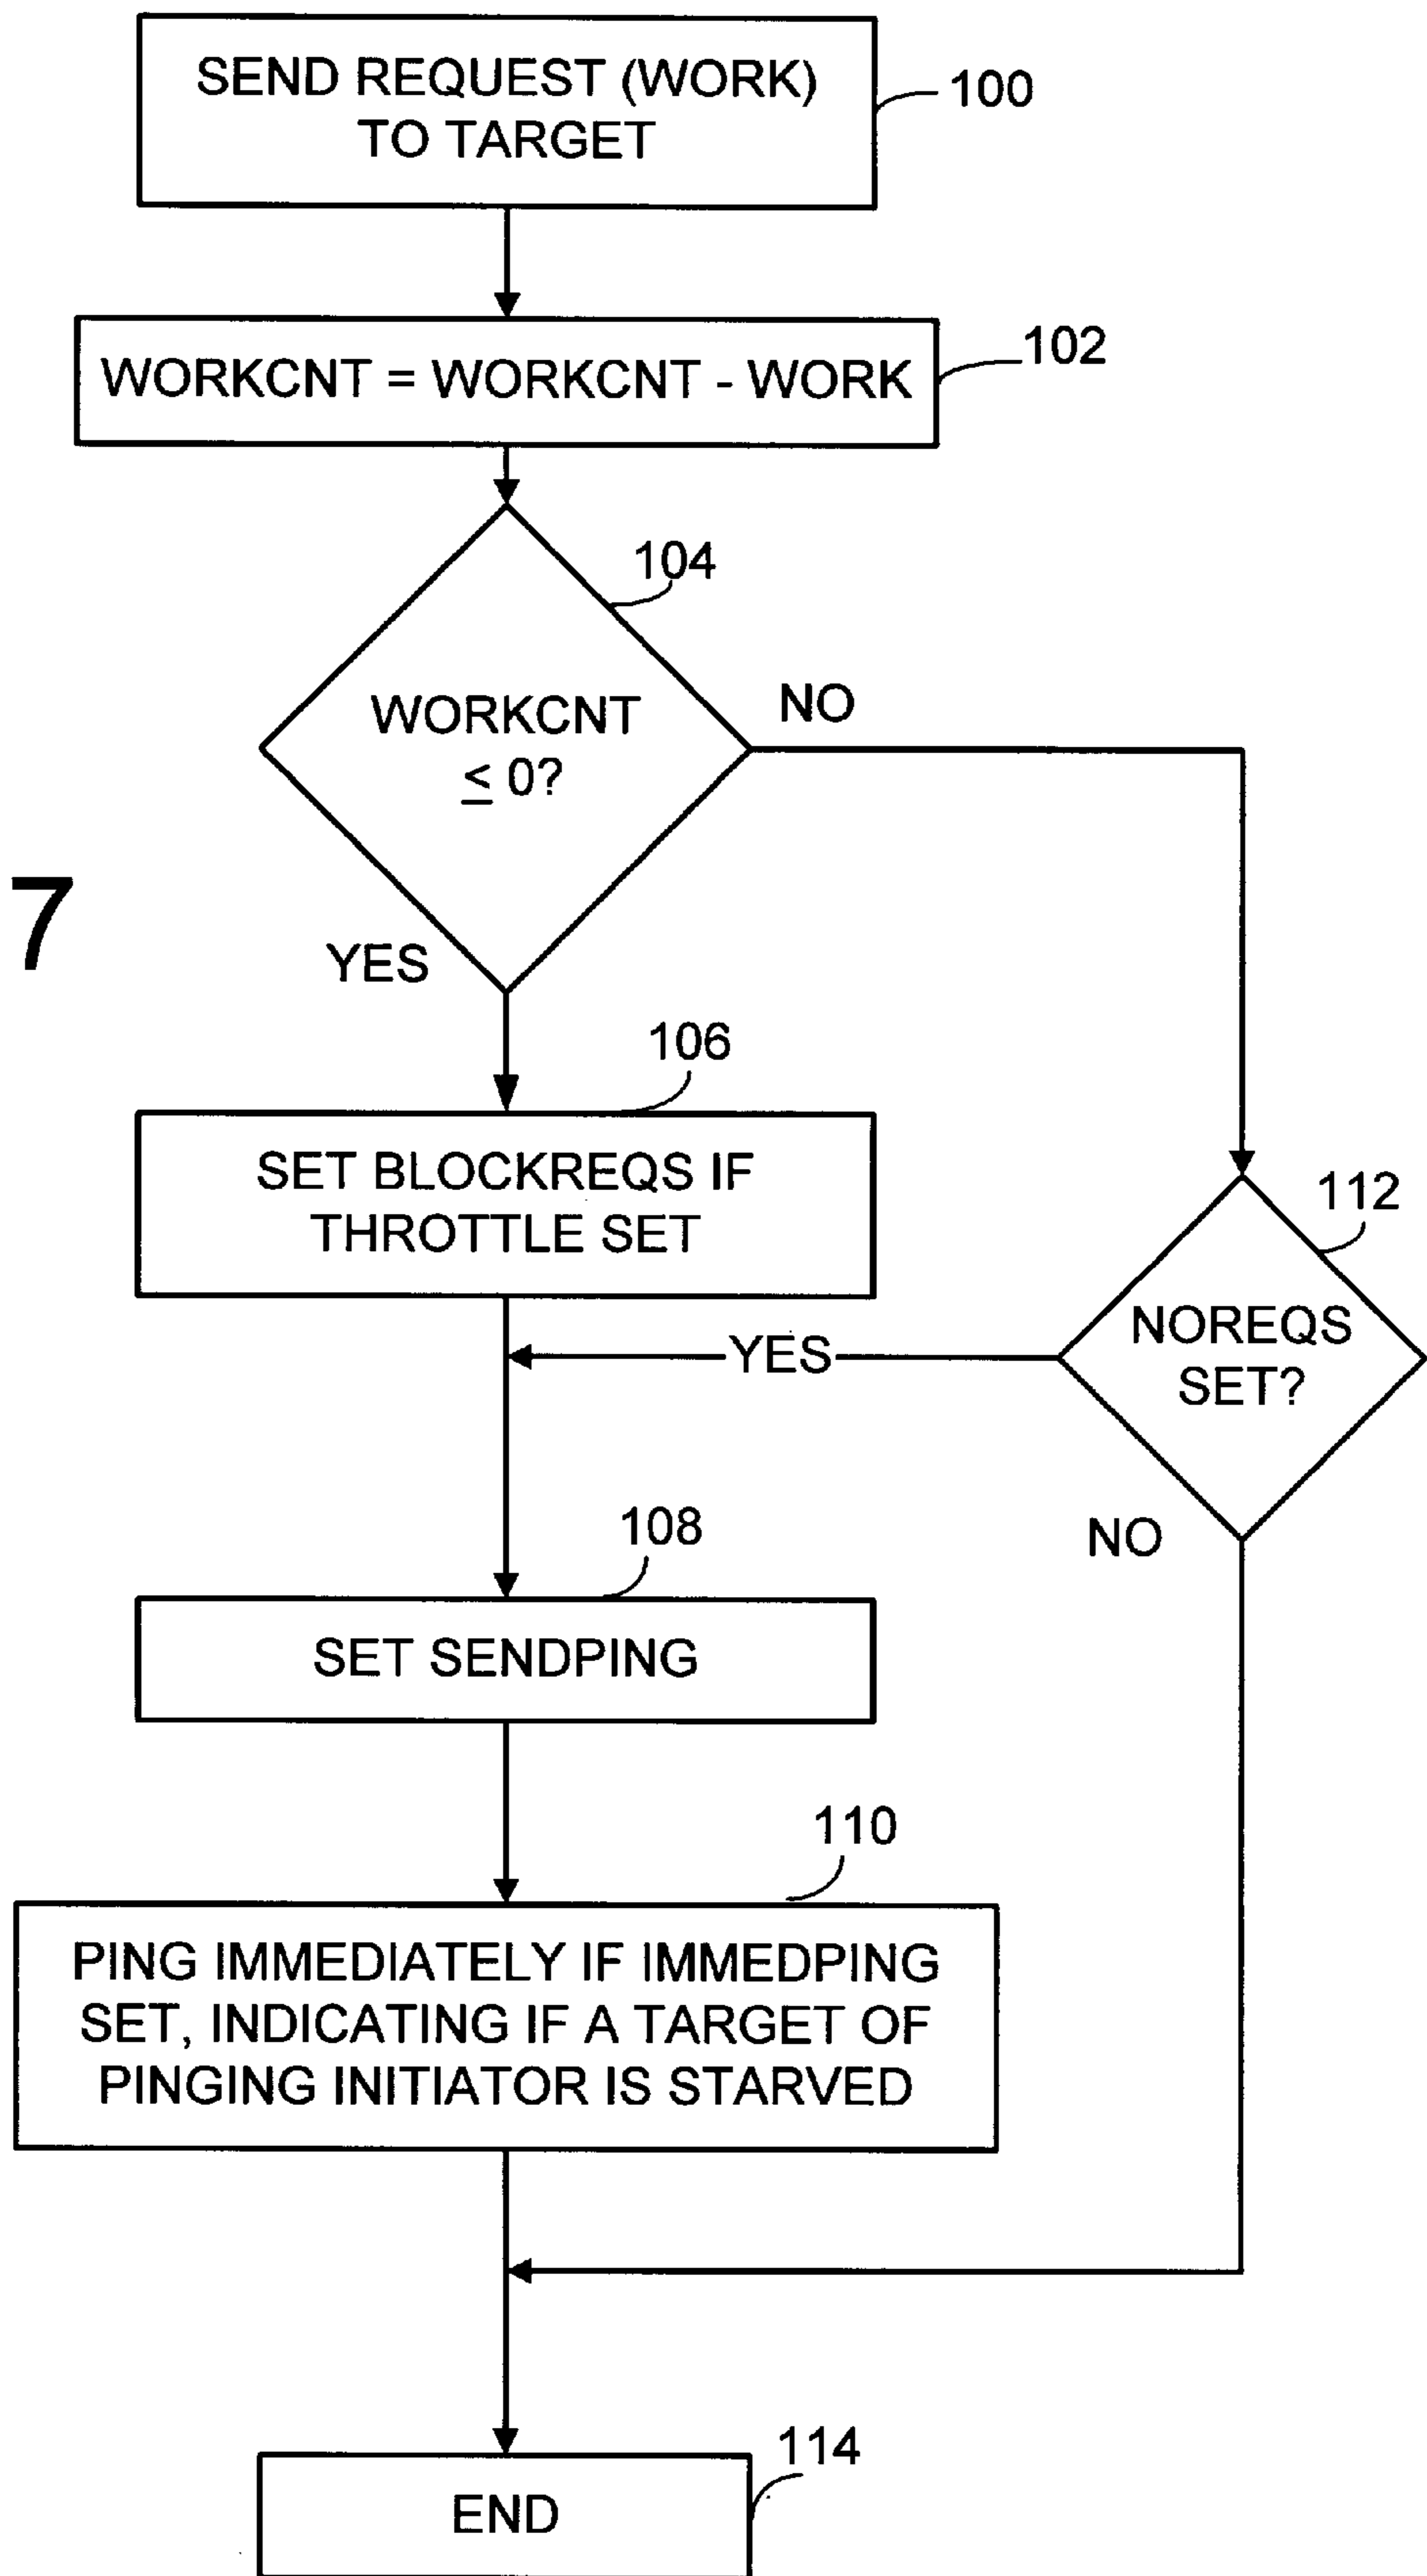 SEND REQUEST (WORK)
TO TARGET
100
WORKCNT = WORKCNT - WORK
102
104
WORKCNT
≤ 0?
NO
7
YES
106
SET BLOCKREQS IF
THROTTLE SET
112
NOREQS
SET?
YES
NO
108
SET SENDPING
110
PING IMMEDIATELY IF IMMEDPING
SET, INDICATING IF A TARGET OF
PINGING INITIATOR IS STARVED
114
END